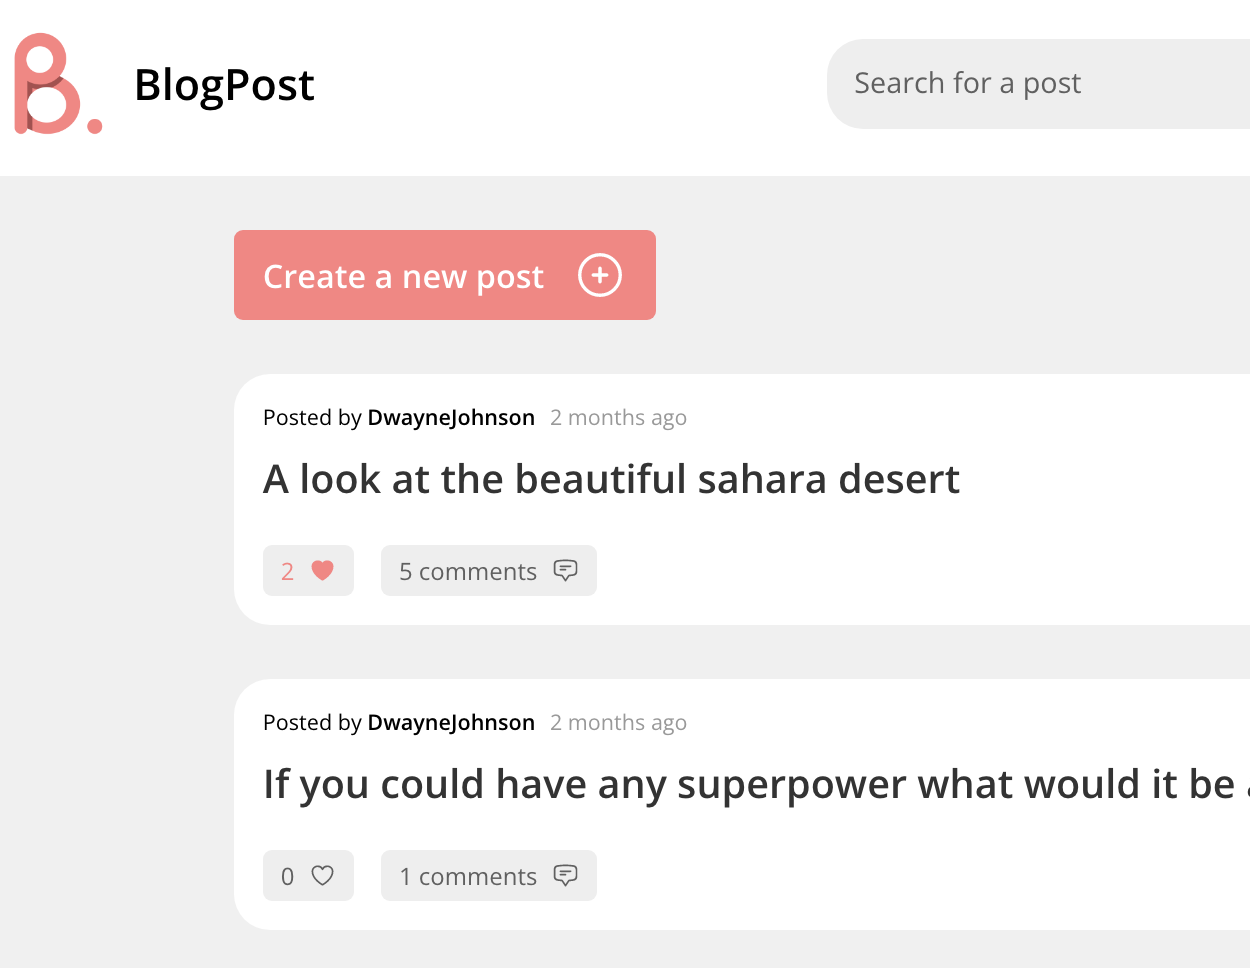 B.
BlogPost
Search for a post
Create a new post
Posted by DwayneJohnson 2 months ago
A look at the beautiful sahara desert
2
5 comments
Posted by DwayneJohnson 2 months ago
If you could have any superpower what would it be
0
1 comments